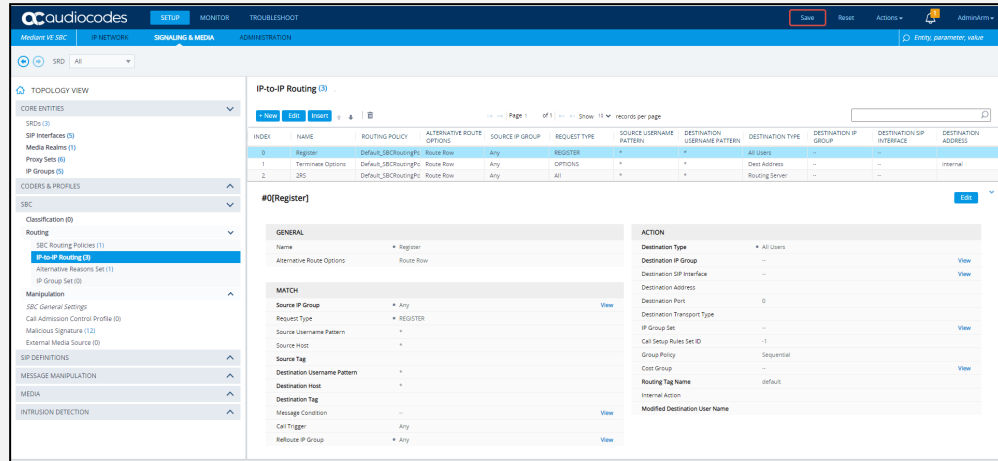 audiocodes SETUP MONITOR TROUBLESHOOT Save Reset Actions 1 AdminArm
Mediant VE SBC IP NETWORK SIGNALING & MEDIA ADMINISTRATION Entity, parameter, value
SRD All
TOPOLOGY VIEW
CORE ENTITIES
SRDs (3)
SIP Interfaces (5)
Media Realms (1)
Proxy Sets (6)
IP Groups (5)
CODERS & PROFILES
SBC
Classification (0)
Routing
SBC Routing Policies (1)
IP-to-IP Routing (3)
Alternative Reasons Set (1)
IP Group Set (0)
Manipulation
SBC General Settings
Call Admission Control Profile (0)
Malicious Signature (12)
External Media Source (0)
SIP DEFINITIONS
MESSAGE MANIPULATION
MEDIA
INTRUSION DETECTION
IP-to-IP Routing (3)
+ New Edit Insert Page 1 of 1 Show 10 records per page
INDEX NAME ROUTING POLICY ALTERNATIVE ROUTE OPTIONS SOURCE IP GROUP REQUEST TYPE SOURCE USERNAME PATTERN DESTINATION USERNAME PATTERN DESTINATION TYPE DESTINATION IP GROUP DESTINATION SIP INTERFACE DESTINATION ADDRESS
0 Register Default_SBCRoutingPc Route Row Any REGISTER * * All Users -- --
1 Terminate Options Default_SBCRoutingPc Route Row Any OPTIONS * * Dest Address -- -- internal
2 2RS Default_SBCRoutingPc Route Row Any All * * Routing Server -- --
#0[Register] Edit
GENERAL
Name • Register
Alternative Route Options Route Row
MATCH
Source IP Group • Any View
Request Type • REGISTER
Source Username Pattern *
Source Host *
Source Tag
Destination Username Pattern *
Destination Host *
Destination Tag
Message Condition -- View
Call Trigger Any
ReRoute IP Group • Any View
ACTION
Destination Type • All Users
Destination IP Group -- View
Destination SIP Interface -- View
Destination Address
Destination Port 0
Destination Transport Type
IP Group Set -- View
Call Setup Rules Set ID -1
Group Policy Sequential
Cost Group -- View
Routing Tag Name default
Internal Action
Modified Destination User Name